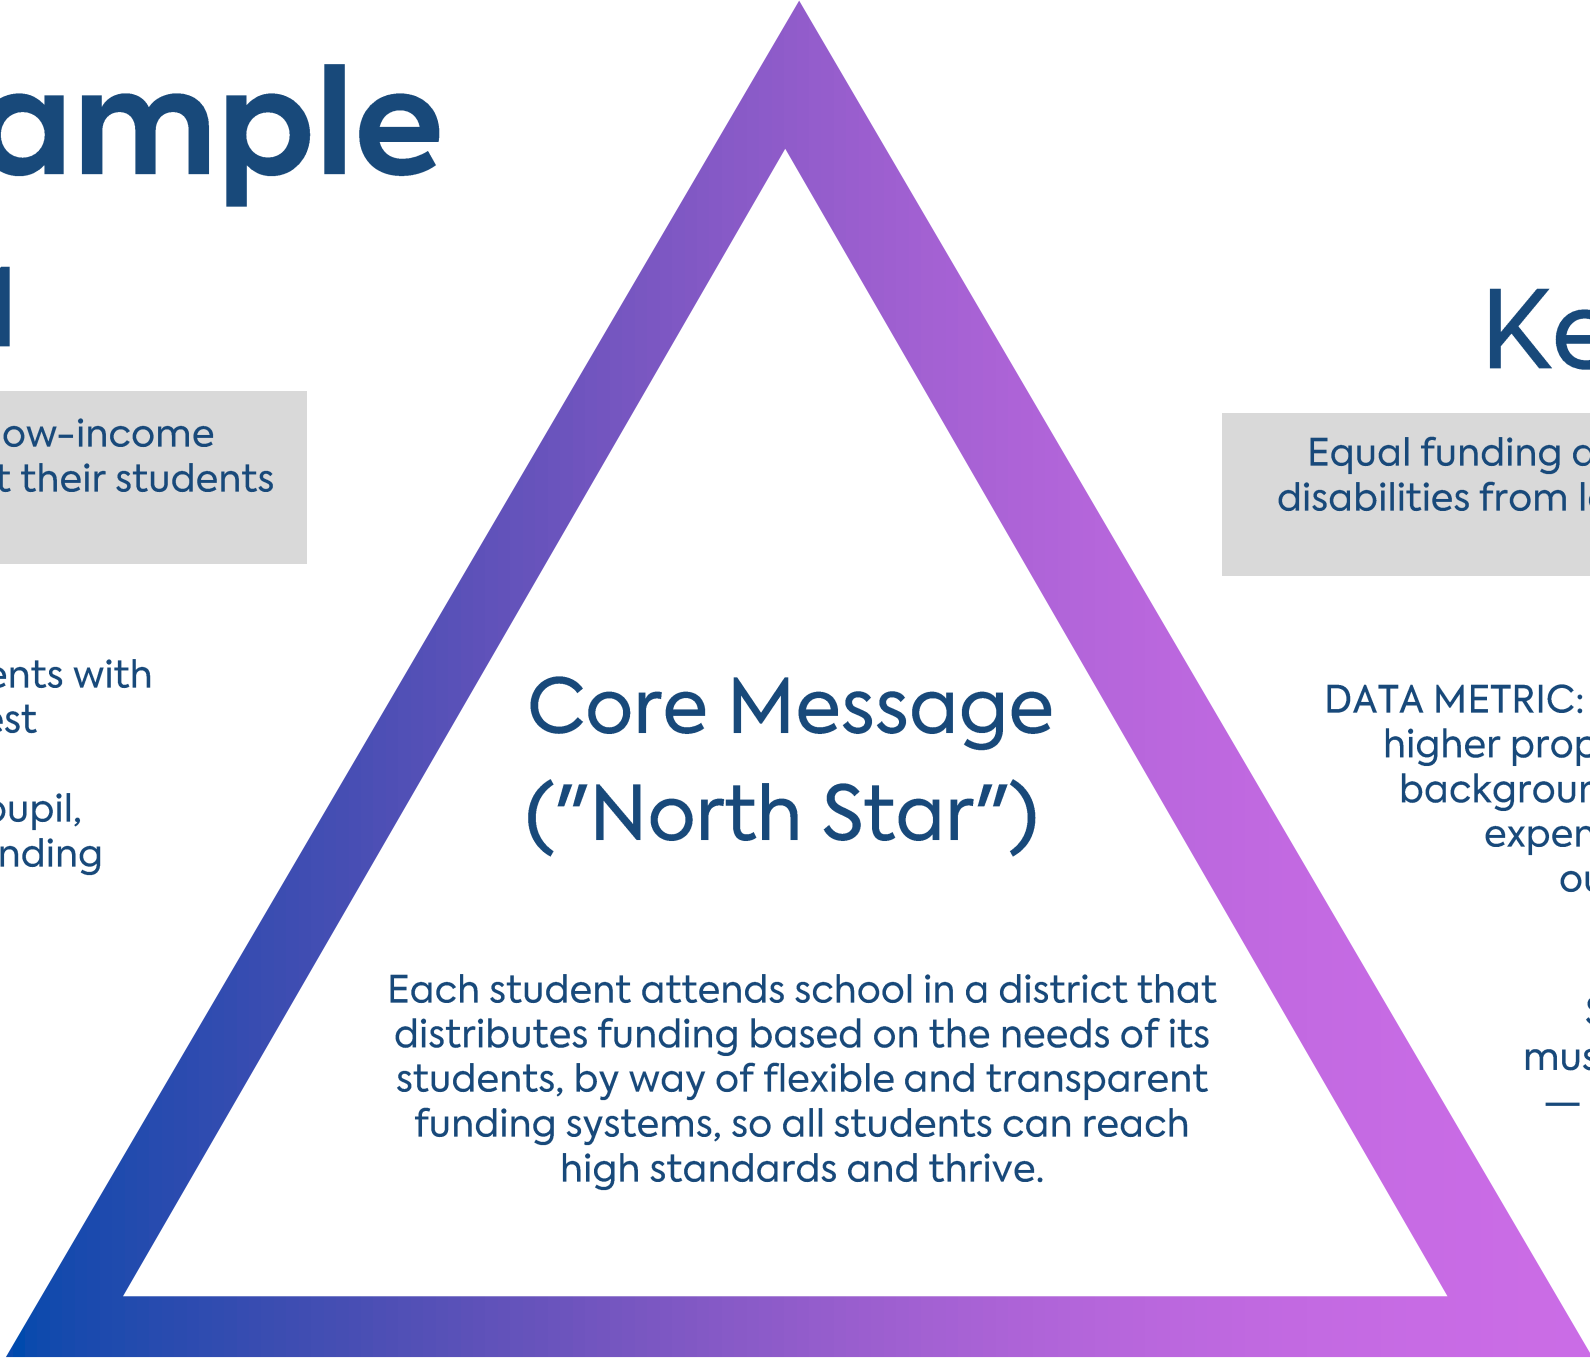 ample
ow-income
t their students
ents with
est
pupil,
nding
Core Message
("North Star")
Each student attends school in a district that
distributes funding based on the needs of its
students, by way of flexible and transparent
funding systems, so all students can reach
high standards and thrive.
Ke
Equal funding
disabilities from
DATA METRIC:
higher prop
backgroun
exper
ou
mus
—